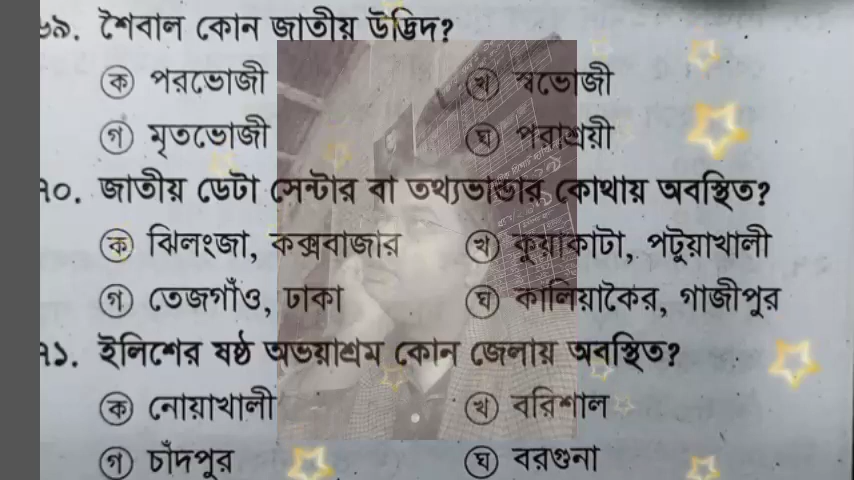 ৬৯. শৈবাল কোন জাতীয় উদ্ভিদ?
ক পরভোজী খ স্বভোজী
গ মৃতভোজী ঘ পরাশ্রয়ী
৭০. জাতীয় ডেটা সেন্টার বা তথ্যভান্ডার কোথায় অবস্থিত?
ক ঝিলংজা, কক্সবাজার খ কুয়াকাটা, পটুয়াখালী
গ তেজগাঁও, ঢাকা ঘ কালিয়াকৈর, গাজীপুর
৭১. ইলিশের ষষ্ঠ অভয়াশ্রম কোন জেলায় অবস্থিত?
ক নোয়াখালী খ বরিশাল
গ চাঁদপুর ঘ বরগুনা